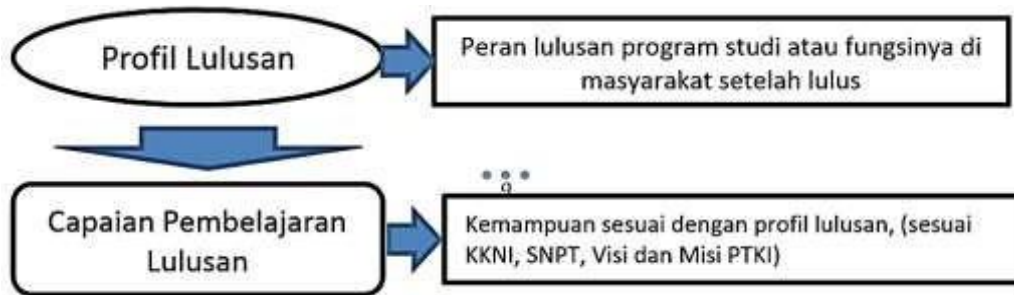 Profil Lulusan
Peran lulusan program studi atau fungsinya di
masyarakat setelah lulus
9
Capaian Pembelajaran
Lulusan
Kemampuan sesuai dengan profil lulusan, (sesuai
KKNI, SNPT, Visi dan Misi PTKI)